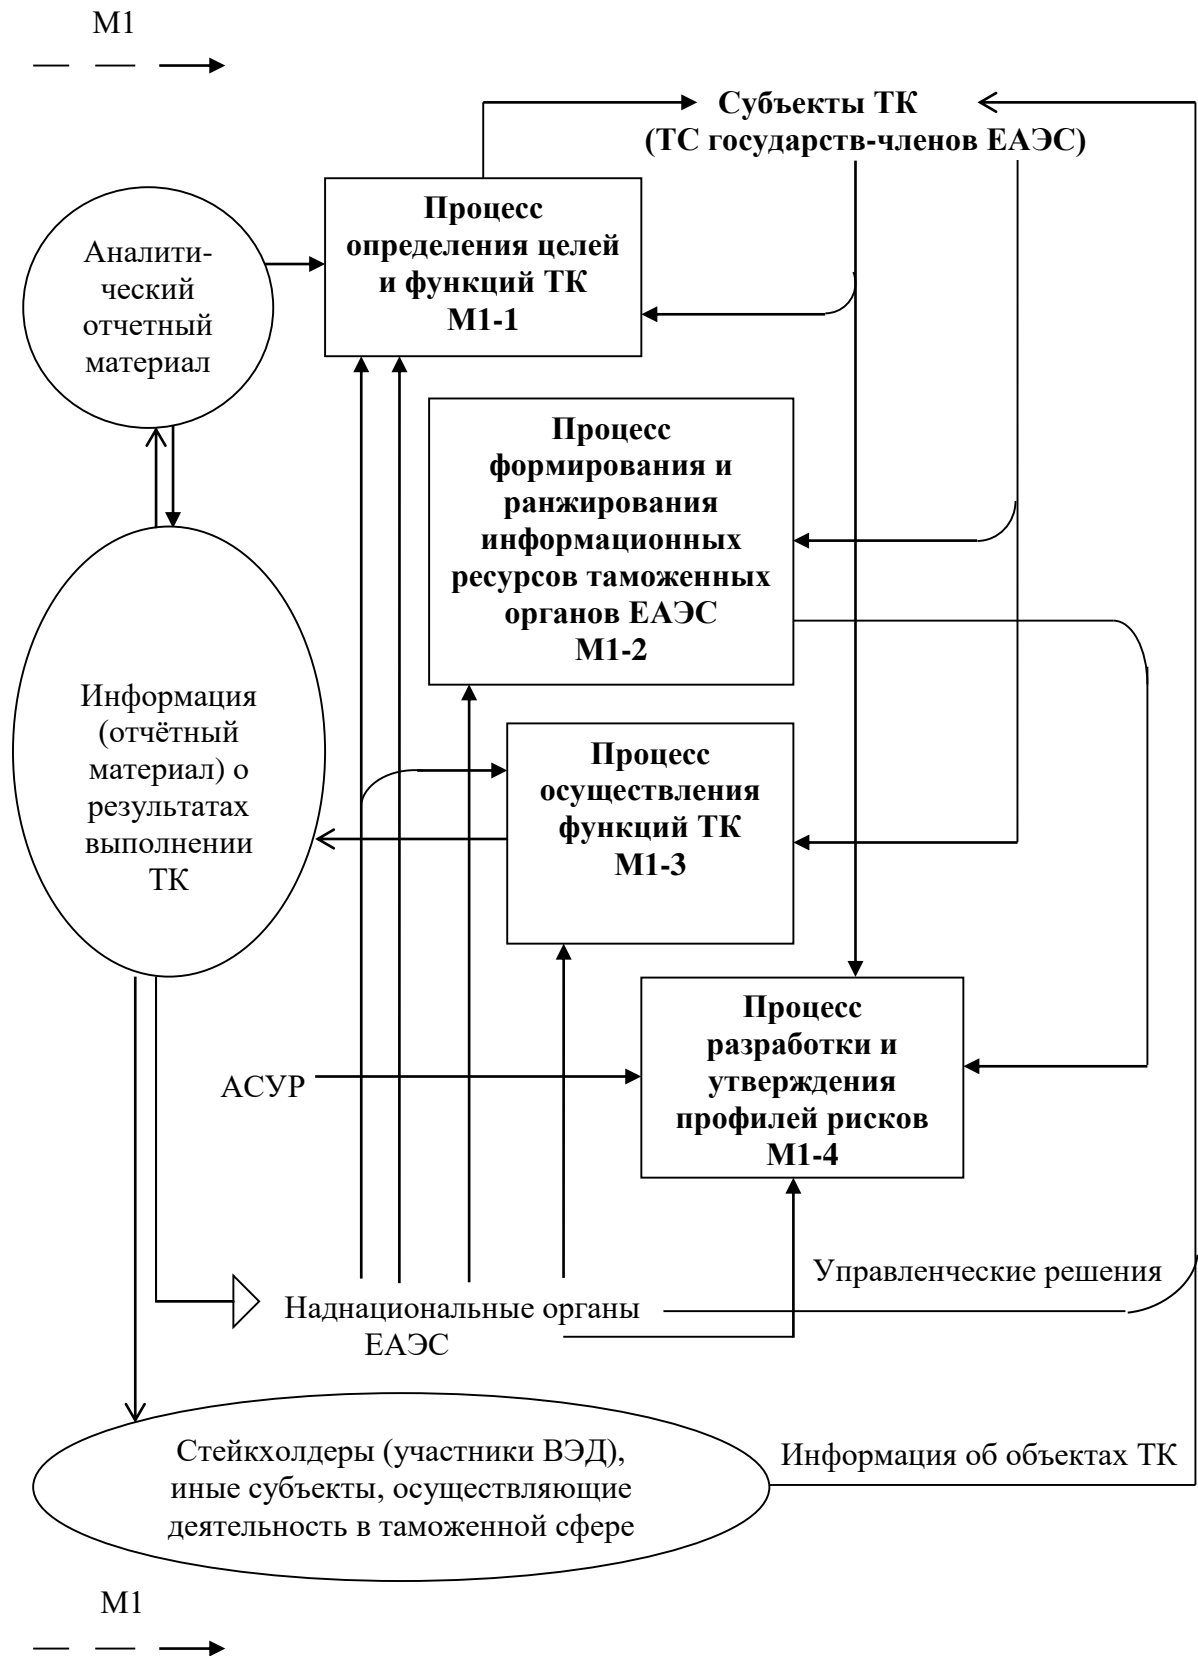 М1
Субъекты ТК
(ТС государств-членов ЕАЭС)
Процесс
определения целей
и функций ТК
М1-1
Аналити-
ческий
отчетный
материал
Процесс
формирования и
ранжирования
информационных
ресурсов таможенных
органов ЕАЭС
М1-2
Информация
(отчётный
материал) о
результатах
выполнении
ТК
Процесс
осуществления
функций ТК
М1-3
Процесс
разработки и
утверждения
профилей рисков
М1-4
АСУР
Управленческие решения
Наднациональные органы
ЕАЭС
Стейкхолдеры (участники ВЭД),
иные субъекты, осуществляющие
деятельность в таможенной сфере
Информация об объектах ТК
М1